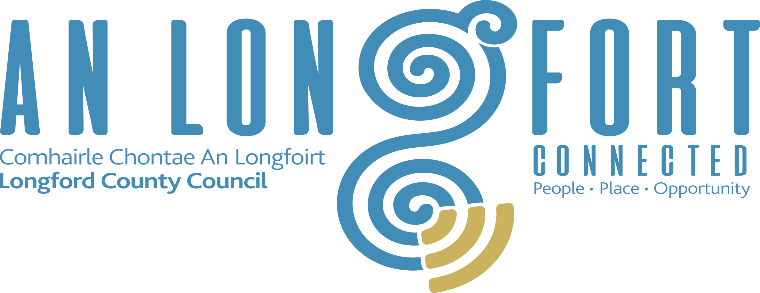 AN LONgFORT
Comhairle Chontae An Longfoirt
Longford County Council
CONNECTED
People · Place · Opportunity